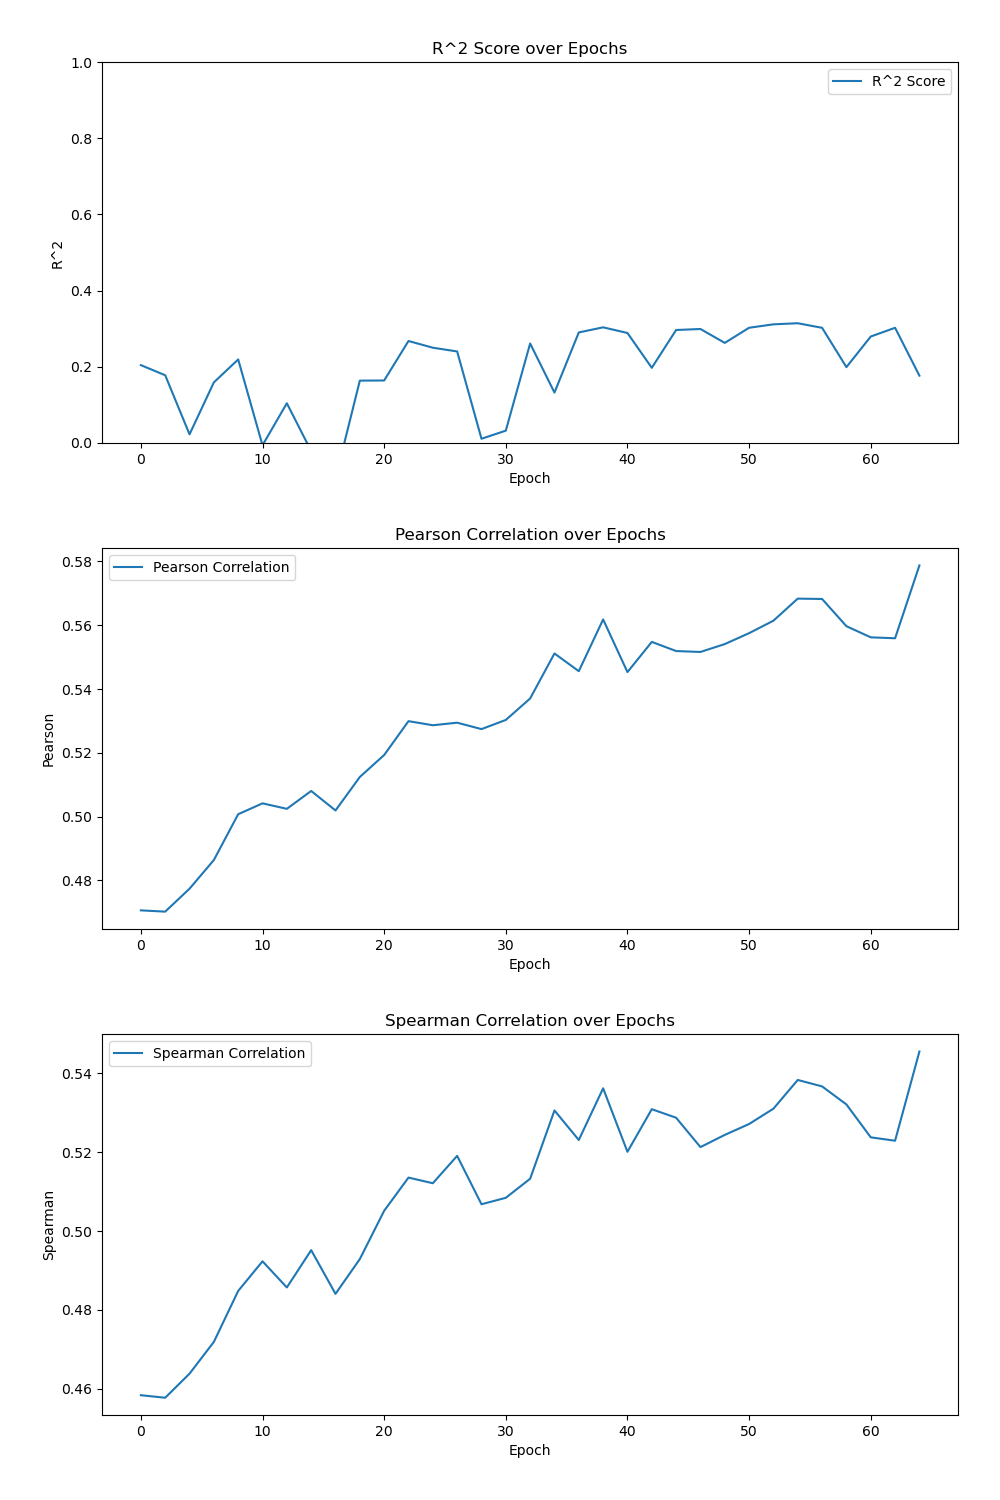 R^2 Score over Epochs
1.0
R^2 Score
0.8
0.6
R^2
0.4
0.2
0.0
0 10 20 30 40 50 60
Epoch
Pearson Correlation over Epochs
0.58
Pearson Correlation
0.56
0.54
Pearson
0.52
0.50
0.48
0 10 20 30 40 50 60
Epoch
Spearman Correlation over Epochs
Spearman Correlation
0.54
0.52
0.50
Spearman
0.48
0.46
0 10 20 30 40 50 60
Epoch